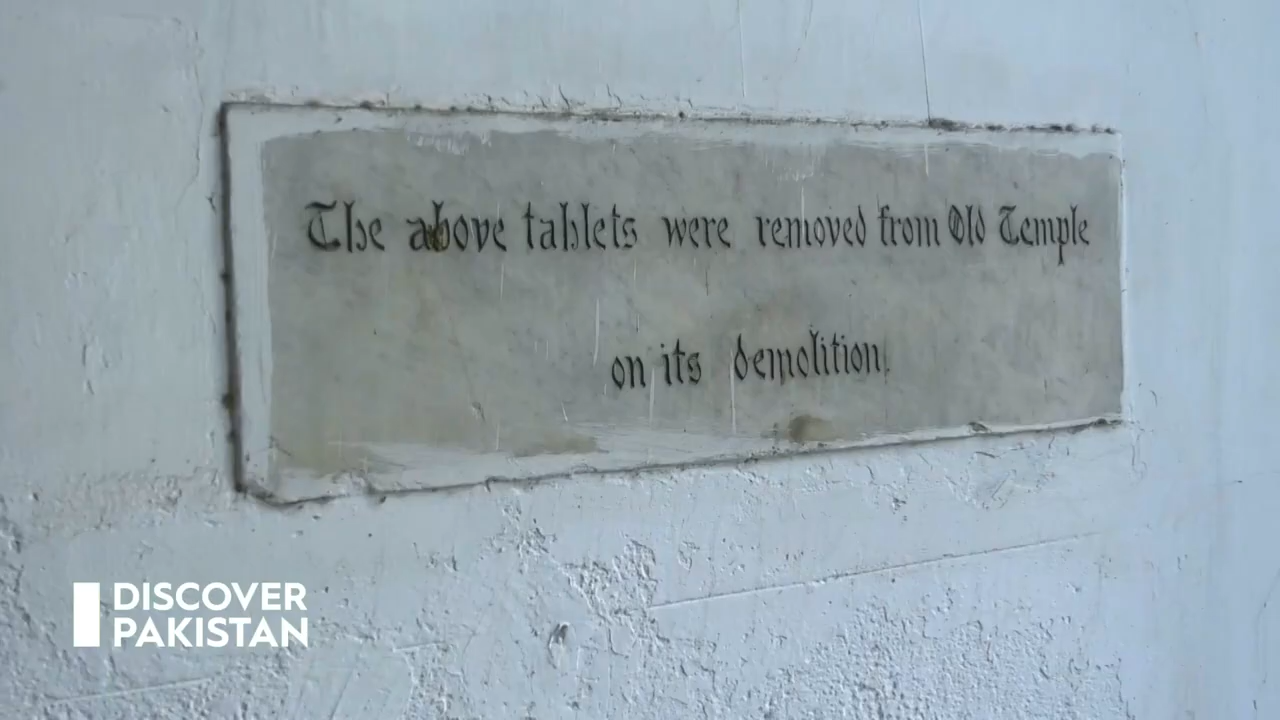 The above tablets were removed from Old Temple
on its demolition.
DISCOVER
PAKISTAN